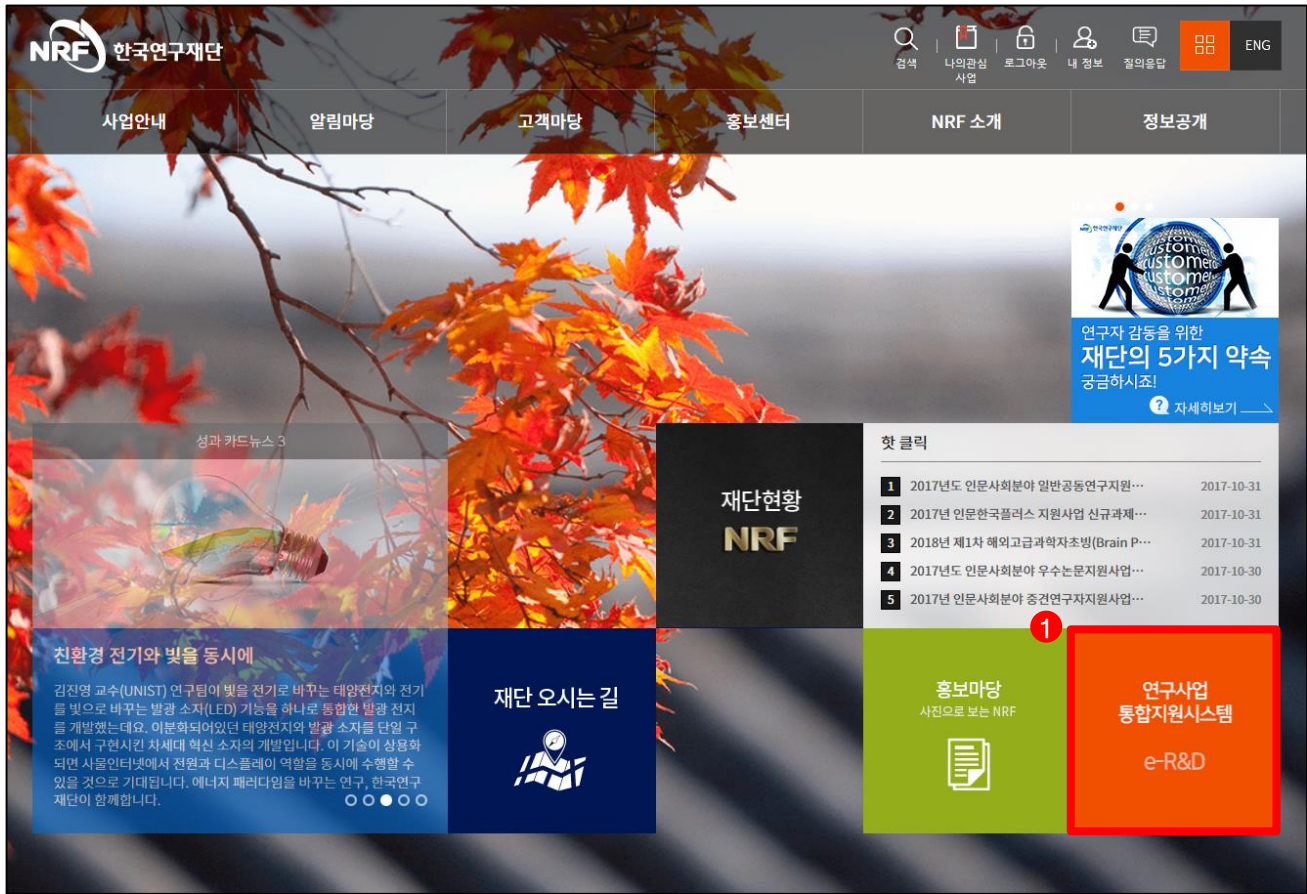 NRF 한국연구재단
검색
나의관심
사업
로그아웃
내 정보
질의응답
ENG
사업안내
알림마당
고객마당
홍보센터
NRF 소개
정보공개
NRF 한국연구재단
customer
customer
customer
customer
연구자 감동을 위한
재단의 5가지 약속
궁금하시죠!
? 자세히보기
성과 카드뉴스 3
재단현황
NRF
핫 클릭
1 2017년도 인문사회분야 일반공동연구지원… 2017-10-31
2 2017년 인문한국플러스 지원사업 신규과제… 2017-10-31
3 2018년 제1차 해외고급과학자초빙(Brain P… 2017-10-31
4 2017년도 인문사회분야 우수논문지원사업… 2017-10-30
5 2017년 인문사회분야 중견연구자지원사업… 2017-10-30
친환경 전기와 빛을 동시에
김진영 교수(UNIST) 연구팀이 빛을 전기로 바꾸는 태양전지와 전기
를 빛으로 바꾸는 발광 소자(LED) 기능을 하나로 통합한 발광 전지
를 개발했는데요. 이분화되어있던 태양전지와 발광 소자를 단일 구
조에서 구현시킨 차세대 혁신 소자의 개발입니다. 이 기술이 상용화
되면 사물인터넷에서 전원과 디스플레이 역할을 동시에 수행할 수
있을 것으로 기대됩니다. 에너지 패러다임을 바꾸는 연구, 한국연구
재단이 함께합니다.
재단 오시는 길
홍보마당
사진으로 보는 NRF
1
연구사업
통합지원시스템
e-R&D